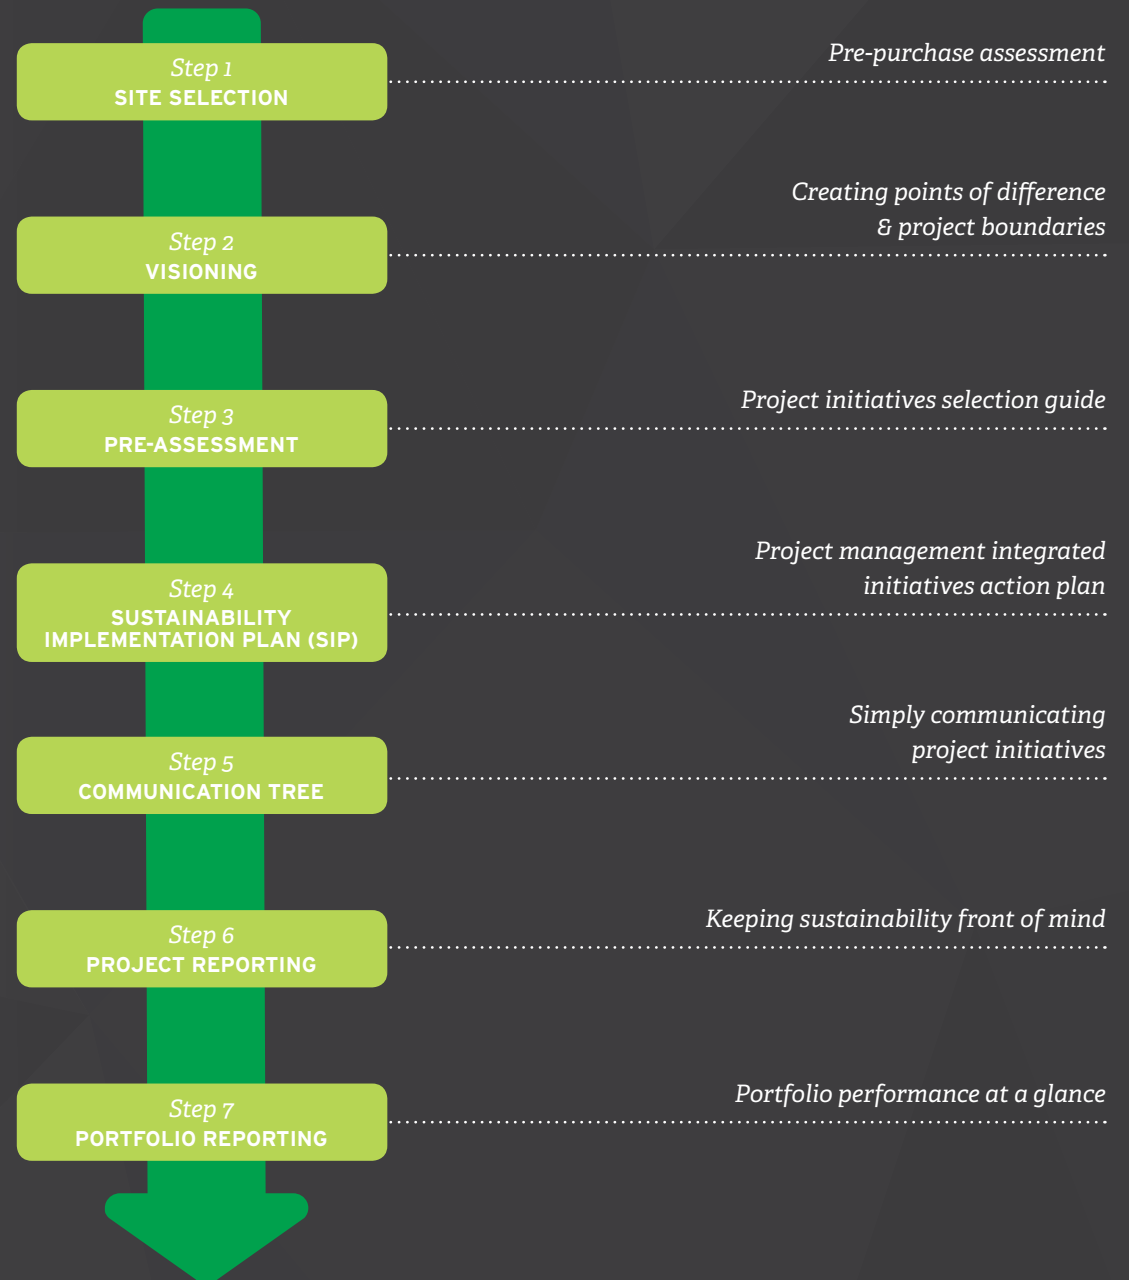 Step 1
SITE SELECTION
Pre-purchase assessment
Step 2
VISIONING
Creating points of difference
& project boundaries
Step 3
PRE-ASSESSMENT
Project initiatives selection guide
Step 4
SUSTAINABILITY
IMPLEMENTATION PLAN (SIP)
Project management integrated
initiatives action plan
Step 5
COMMUNICATION TREE
Simply communicating
project initiatives
Step 6
PROJECT REPORTING
Keeping sustainability front of mind
Step 7
PORTFOLIO REPORTING
Portfolio performance at a glance